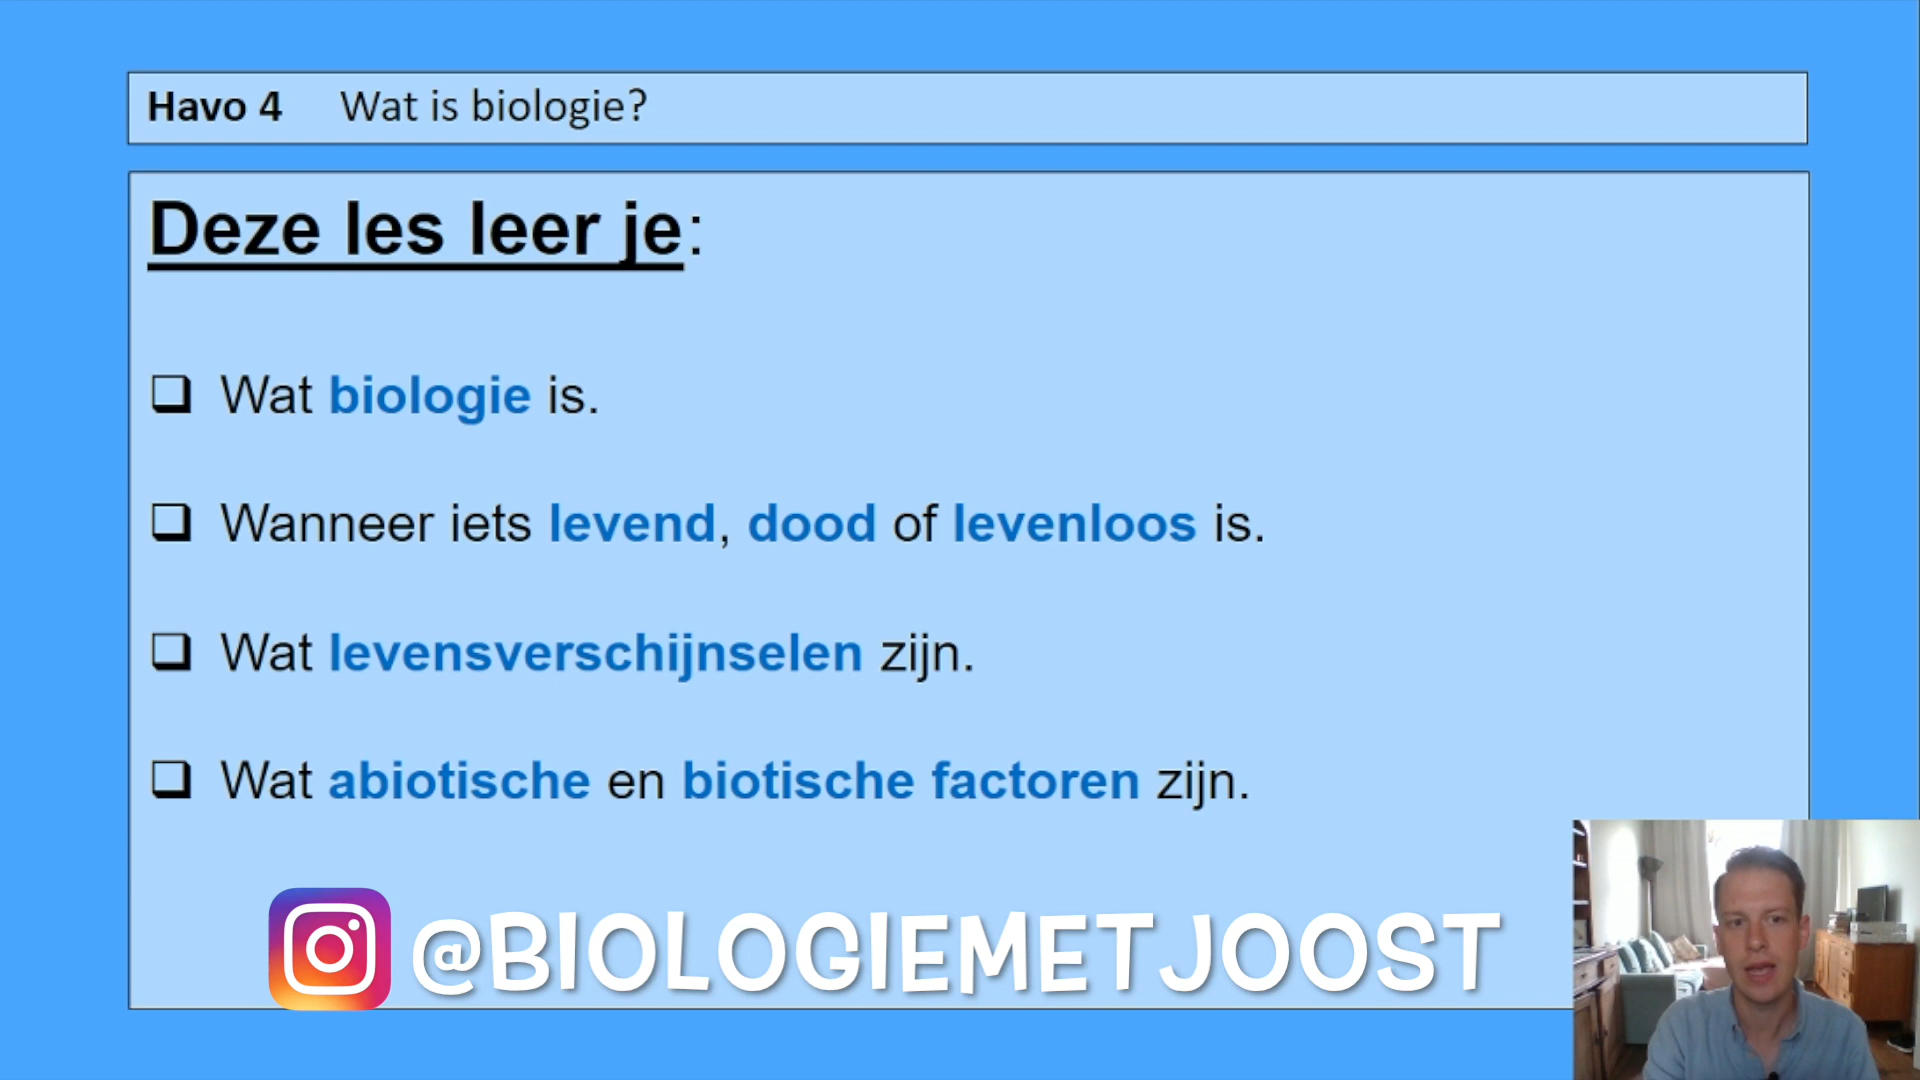 Havo 4 Wat is biologie?
Deze les leer je:
Wat biologie is.
Wanneer iets levend, dood of levenloos is.
Wat levensverschijnselen zijn.
Wat abiotische en biotische factoren zijn.
@BIOLOGIEMETJOOST